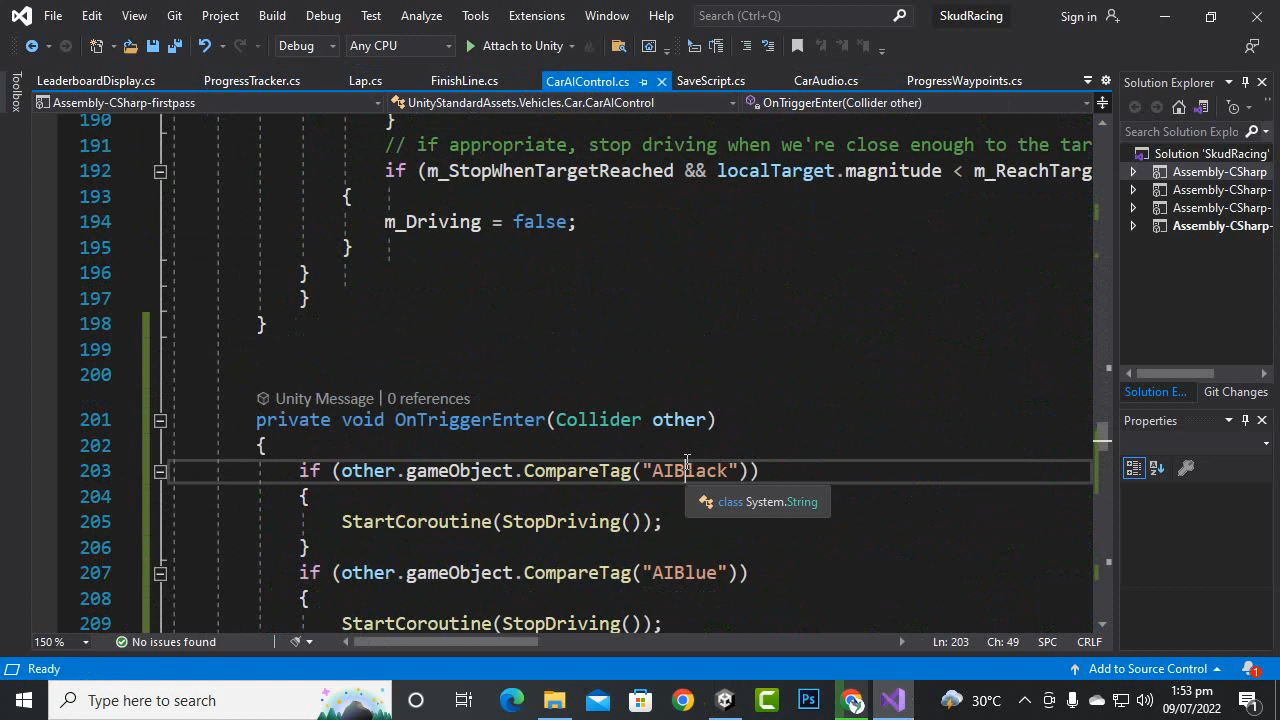 File Edit View Git Project Build Debug Test Analyze Tools Extensions Window Help Search (Ctrl+Q) SkudRacing Sign in
Debug Any CPU Attach to Unity
LeaderboardDisplay.cs ProgressTracker.cs Lap.cs FinishLine.cs CarAIControl.cs SaveScript.cs CarAudio.cs ProgressWaypoints.cs
Assembly-CSharp-firstpass UnityStandardAssets.Vehicles.Car.CarAIControl OnTriggerEnter(Collider other)
Toolbox
190 }
191 // if appropriate, stop driving when we're close enough to the tar
192 if (m_StopWhenTargetReached && localTarget.magnitude < m_ReachTarg
193 {
194 m_Driving = false;
195 }
196 }
197 }
198 }
199
200
Unity Message | 0 references
201 private void OnTriggerEnter(Collider other)
202 {
203 if (other.gameObject.CompareTag("AIBlack"))
204 {
class System.String
205 StartCoroutine(StopDriving());
206 }
207 if (other.gameObject.CompareTag("AIBlue"))
208 {
209 StartCoroutine(StopDriving());
150 % No issues found Ln: 203 Ch: 49 SPC CRLF
Solution Explorer
Search Solution Explo
Solution 'SkudRacing'
Assembly-CSharp
Assembly-CSharp-
Assembly-CSharp-
Assembly-CSharp-
Solution E... Git Changes
Properties
Ready Add to Source Control 1
Type here to search 30°C 1:53 pm
09/07/2022 1